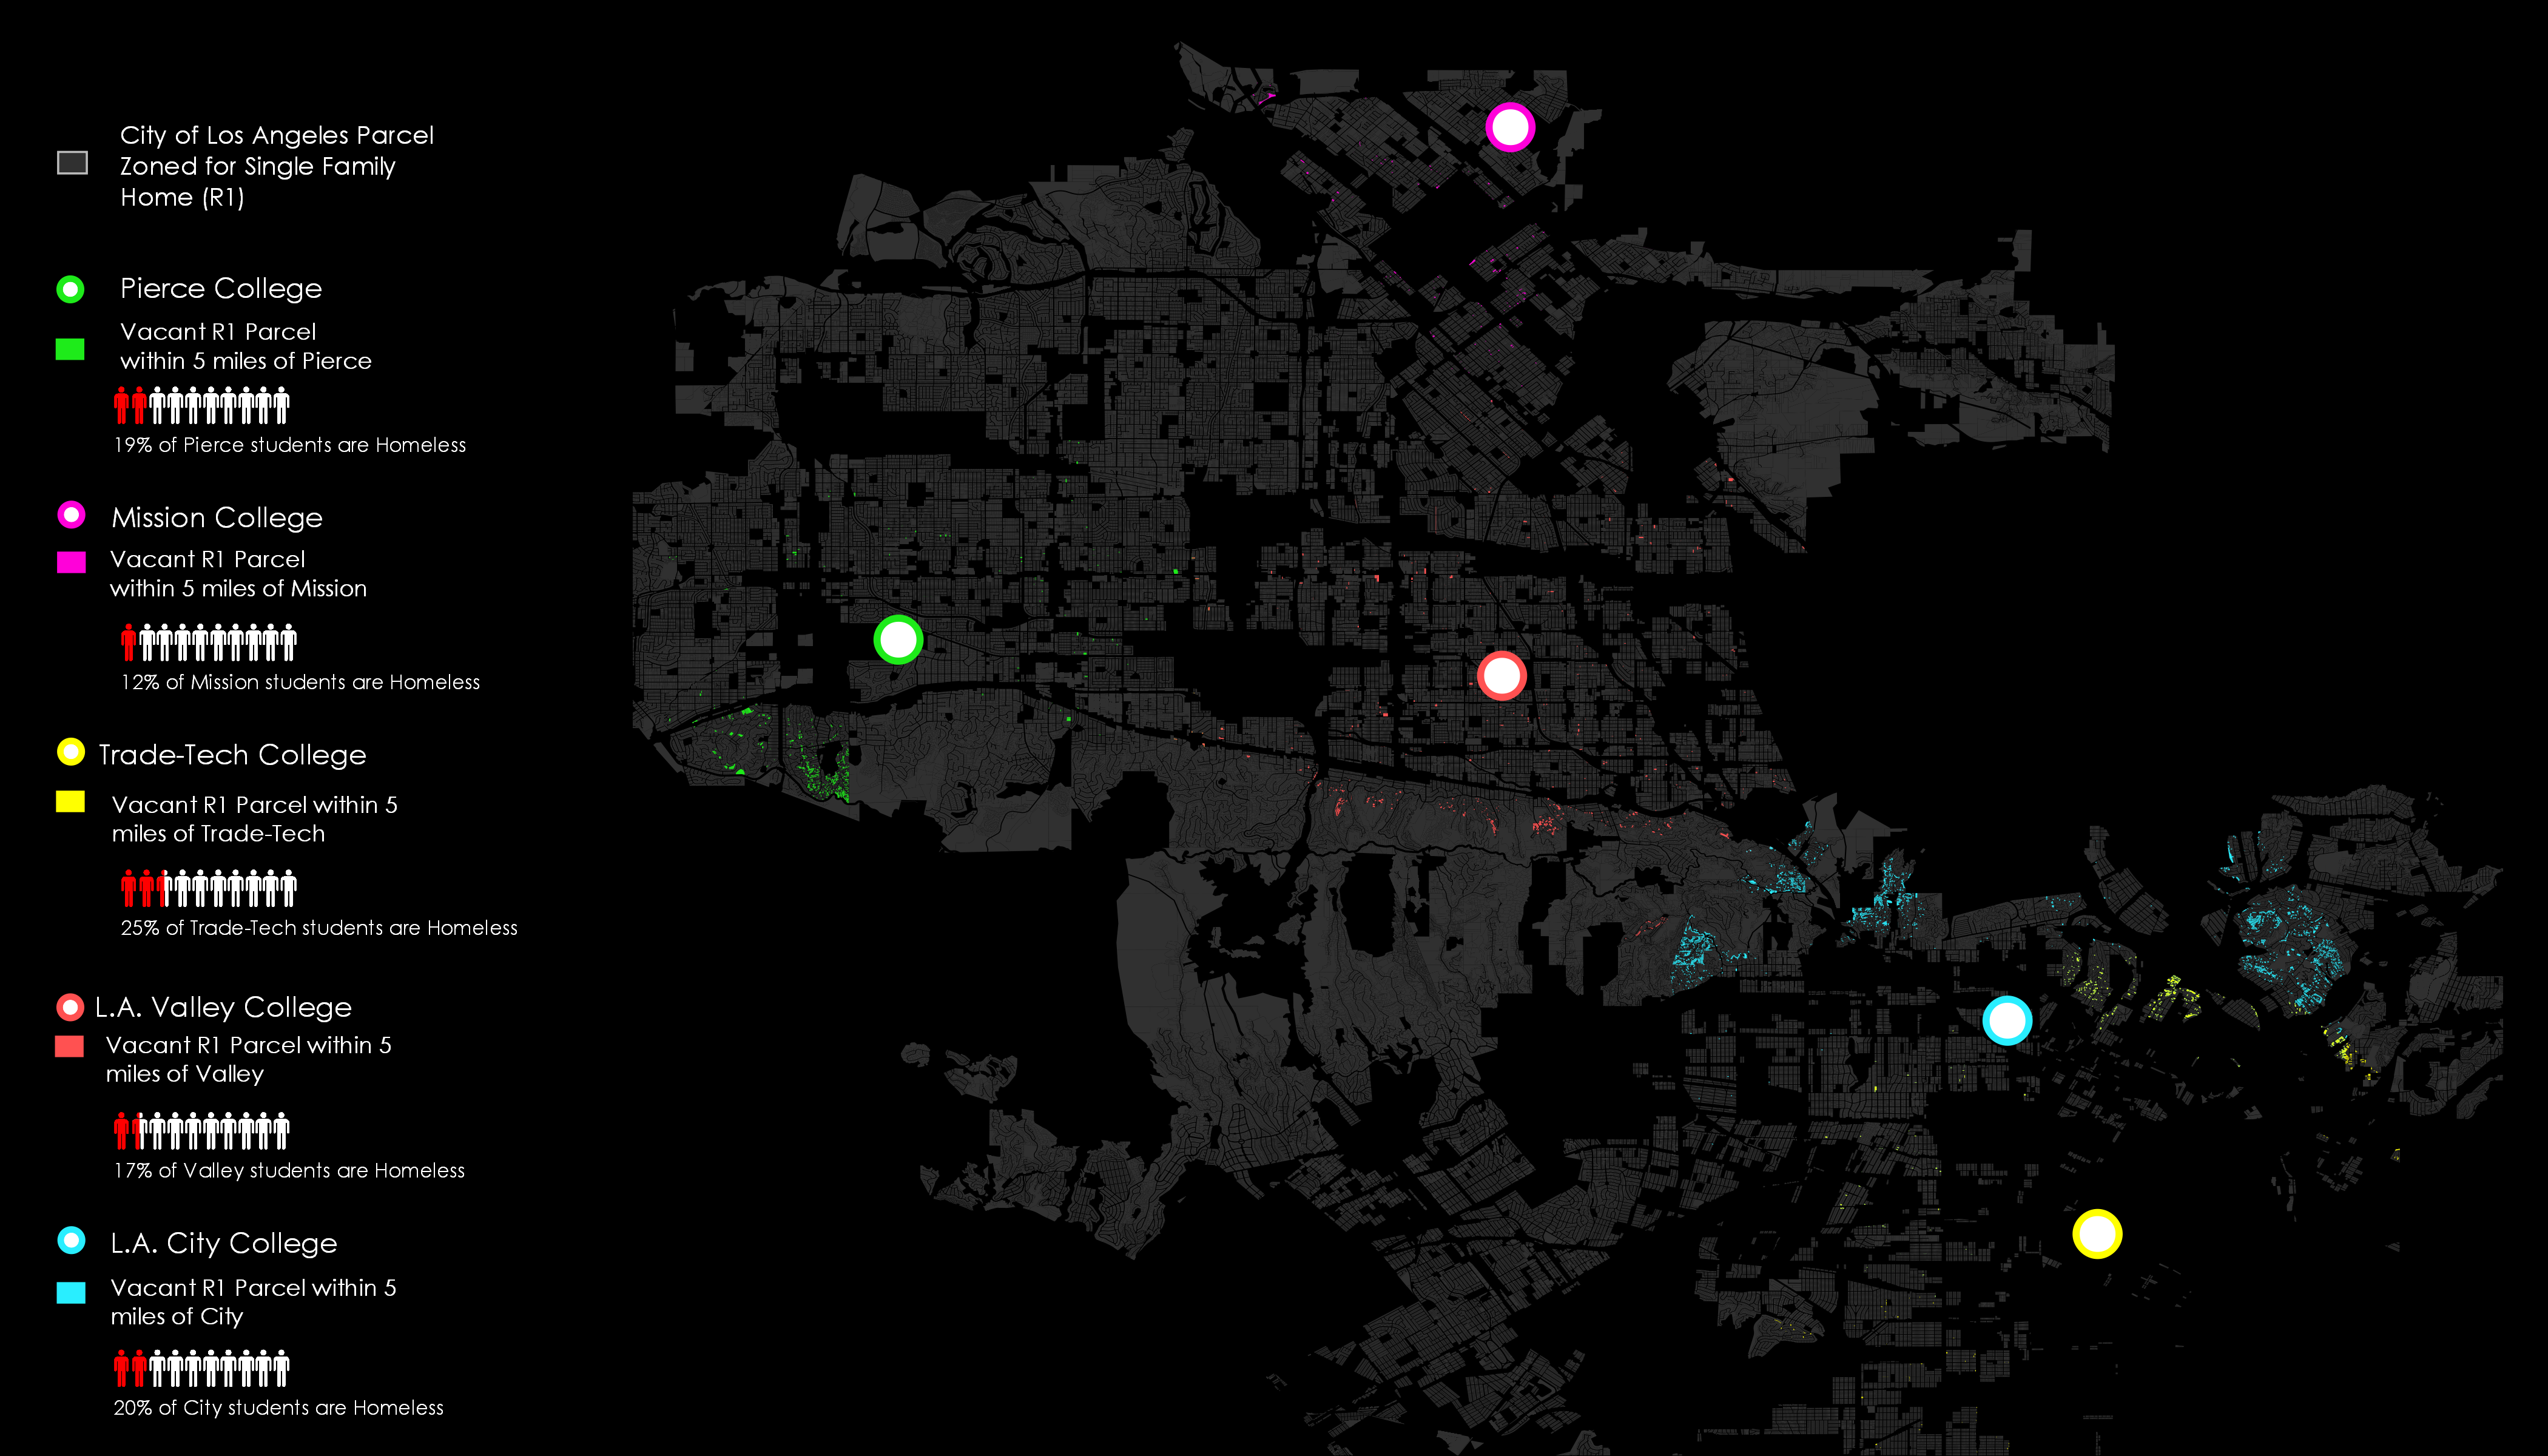 City of Los Angeles Parcel
Zoned for Single Family
Home (R1)
Pierce College
Vacant R1 Parcel
within 5 miles of Pierce
19% of Pierce students are Homeless
Mission College
Vacant R1 Parcel
within 5 miles of Mission
12% of Mission students are Homeless
Trade-Tech College
Vacant R1 Parcel within 5
miles of Trade-Tech
25% of Trade-Tech students are Homeless
L.A. Valley College
Vacant R1 Parcel within 5
miles of Valley
17% of Valley students are Homeless
L.A. City College
Vacant R1 Parcel within 5
miles of City
20% of City students are Homeless